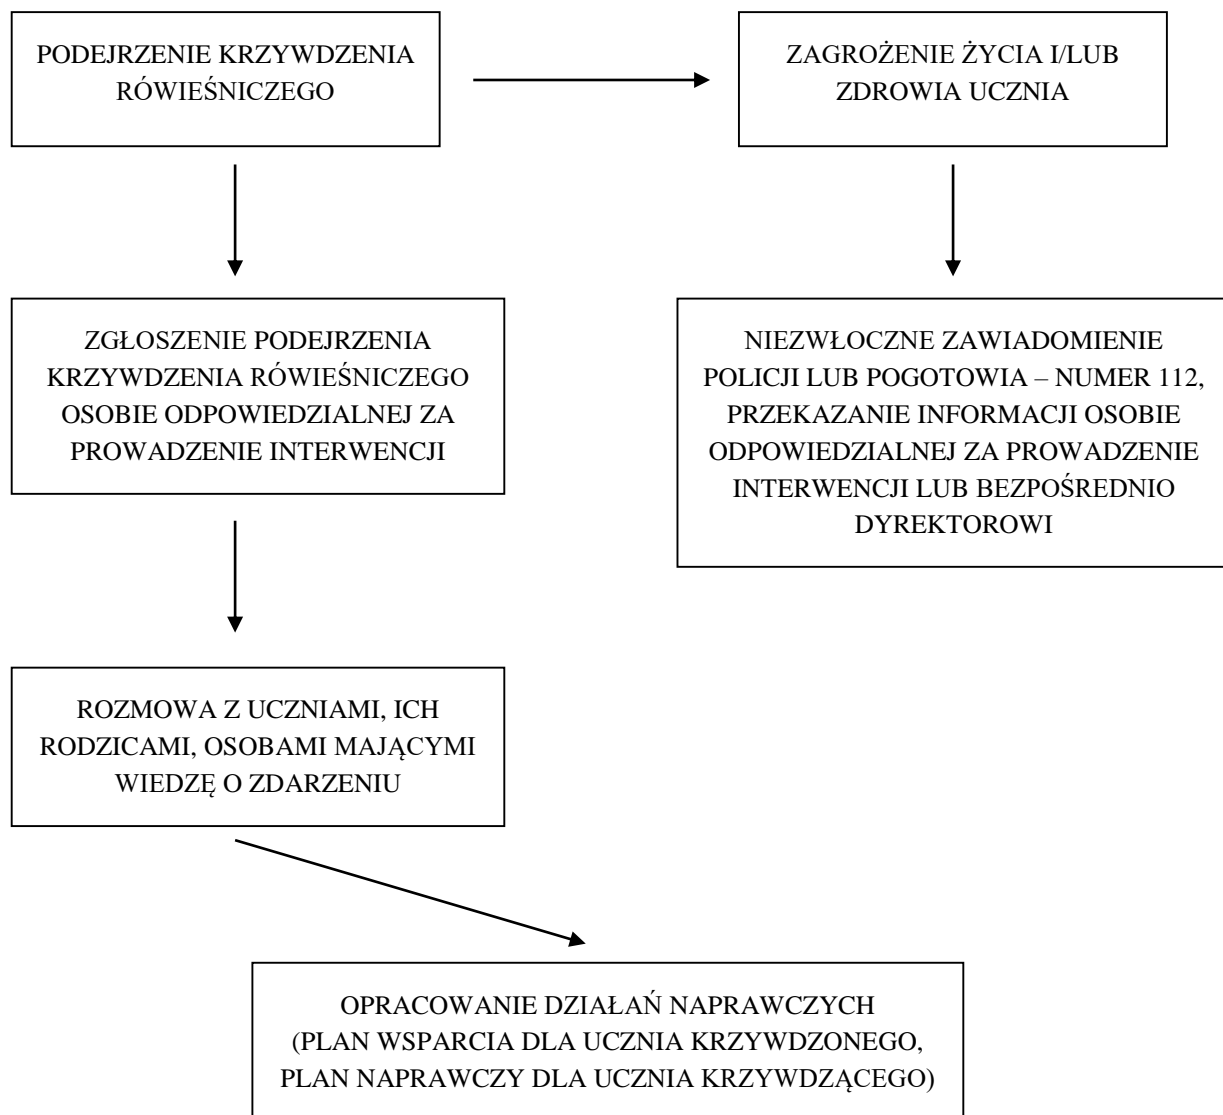 PODEJRZENIE KRZYWDZENIA
RÓWIEŚNICZEGO
ZAGROŻENIE ŻYCIA I/LUB
ZDROWIA UCZNIA
ZGŁOSZENIE PODEJRZENIA
KRZYWDZENIA RÓWIEŚNICZEGO
OSOBIE ODPOWIEDZIALNEJ ZA
PROWADZENIE INTERWENCJI
NIEZWŁOCZNE ZAWIADOMIENIE
POLICJI LUB POGOTOWIA – NUMER 112,
PRZEKAZANIE INFORMACJI OSOBIE
ODPOWIEDZIALNEJ ZA PROWADZENIE
INTERWENCJI LUB BEZPOŚREDNIO
DYREKTOROWI
ROZMOWA Z UCZNIAMI, ICH
RODZICAMI, OSOBAMI MAJĄCYMI
WIEDZĘ O ZDARZENIU
OPRACOWANIE DZIAŁAŃ NAPRAWCZYCH
(PLAN WSPARCIA DLA UCZNIA KRZYWDZONEGO,
PLAN NAPRAWCZY DLA UCZNIA KRZYWDZĄCEGO)